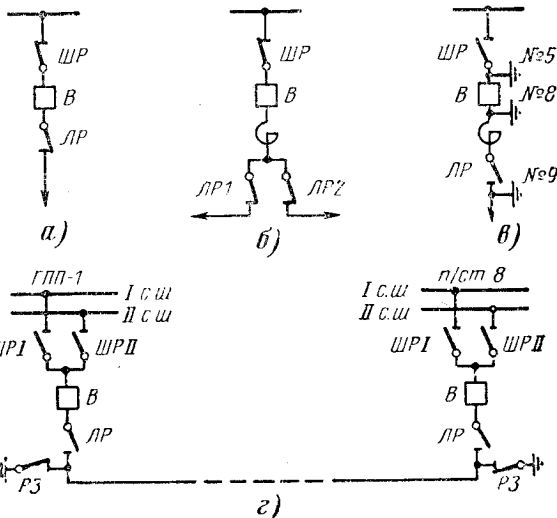 ШР
В
ЛР
а)
ШР
В
ЛР1 ЛР2
б)
ШР №5
В №8
ЛР
№9
в)
ГПП-1
I с.ш
II с.ш
ШРI ШРII
В
ЛР
РЗ
п/ст 8
I с.ш
II с.ш
ШРI ШРII
В
ЛР
РЗ
г)